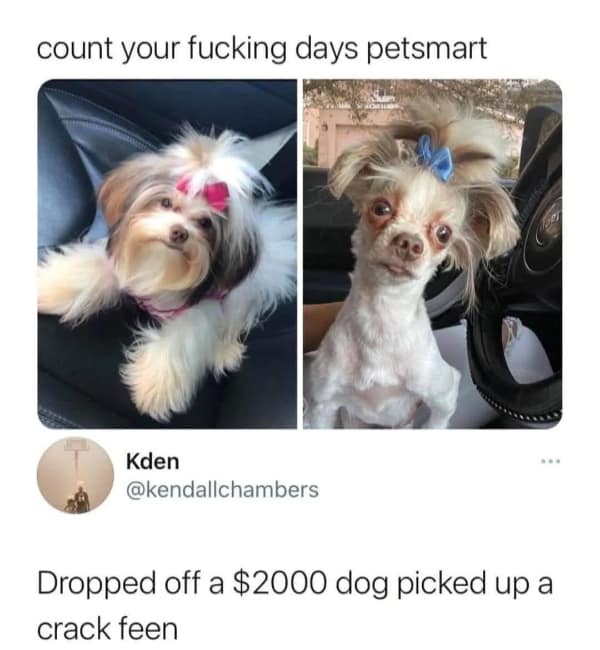 count your fucking days petsmart
Kden
@kendallchambers
Dropped off a $2000 dog picked up a
crack feen